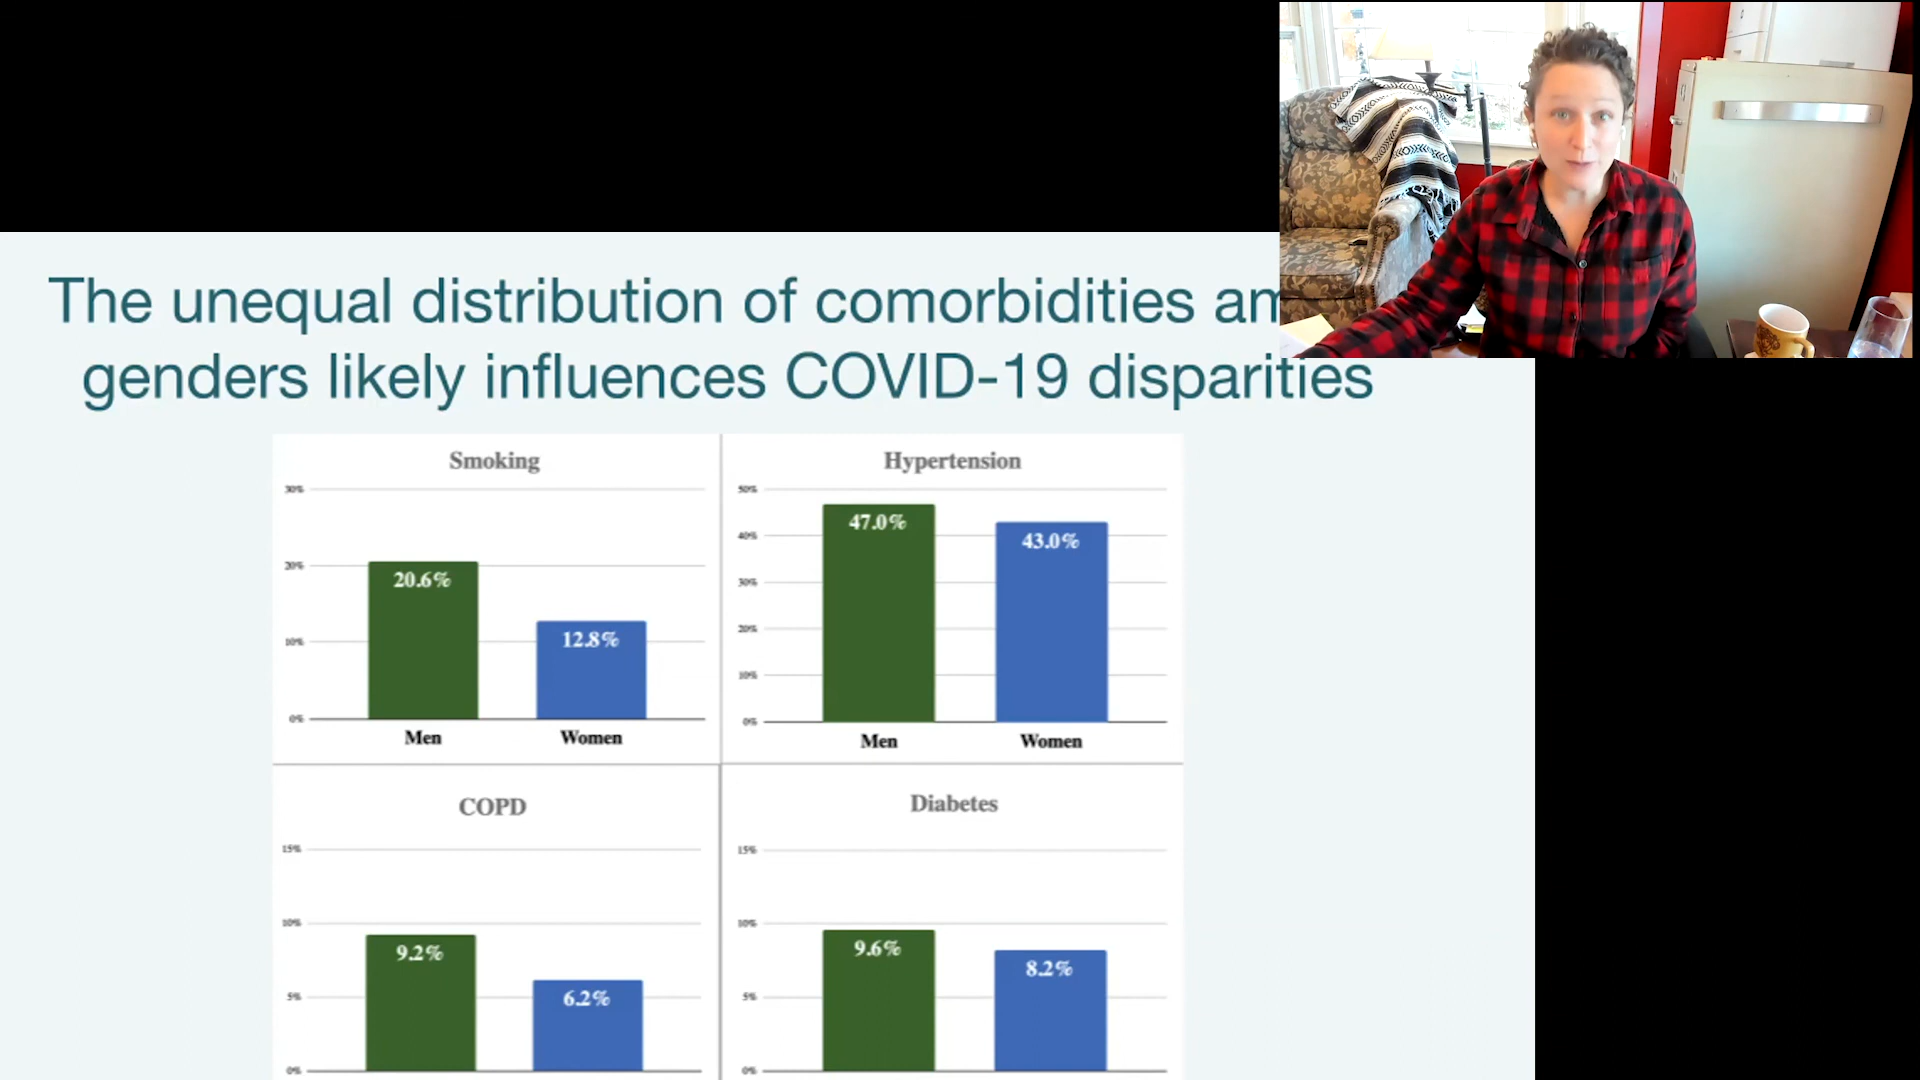 The unequal distribution of comorbidities am
genders likely influences COVID-19 disparities
Smoking
30%
20%
10%
0%
20.6%
12.8%
Men
Women
Hypertension
50%
40%
30%
20%
10%
0%
47.0%
43.0%
Men
Women
COPD
15%
10%
5%
0%
9.2%
6.2%
Diabetes
15%
10%
5%
0%
9.6%
8.2%